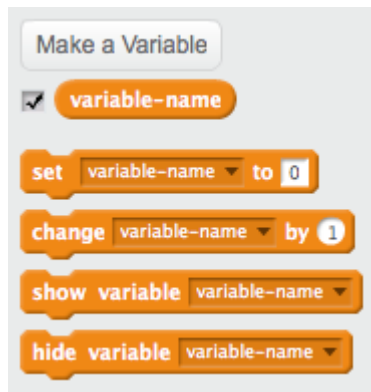 Make a Variable
variable-name
set variable-name to 0
change variable-name by 1
show variable variable-name
hide variable variable-name